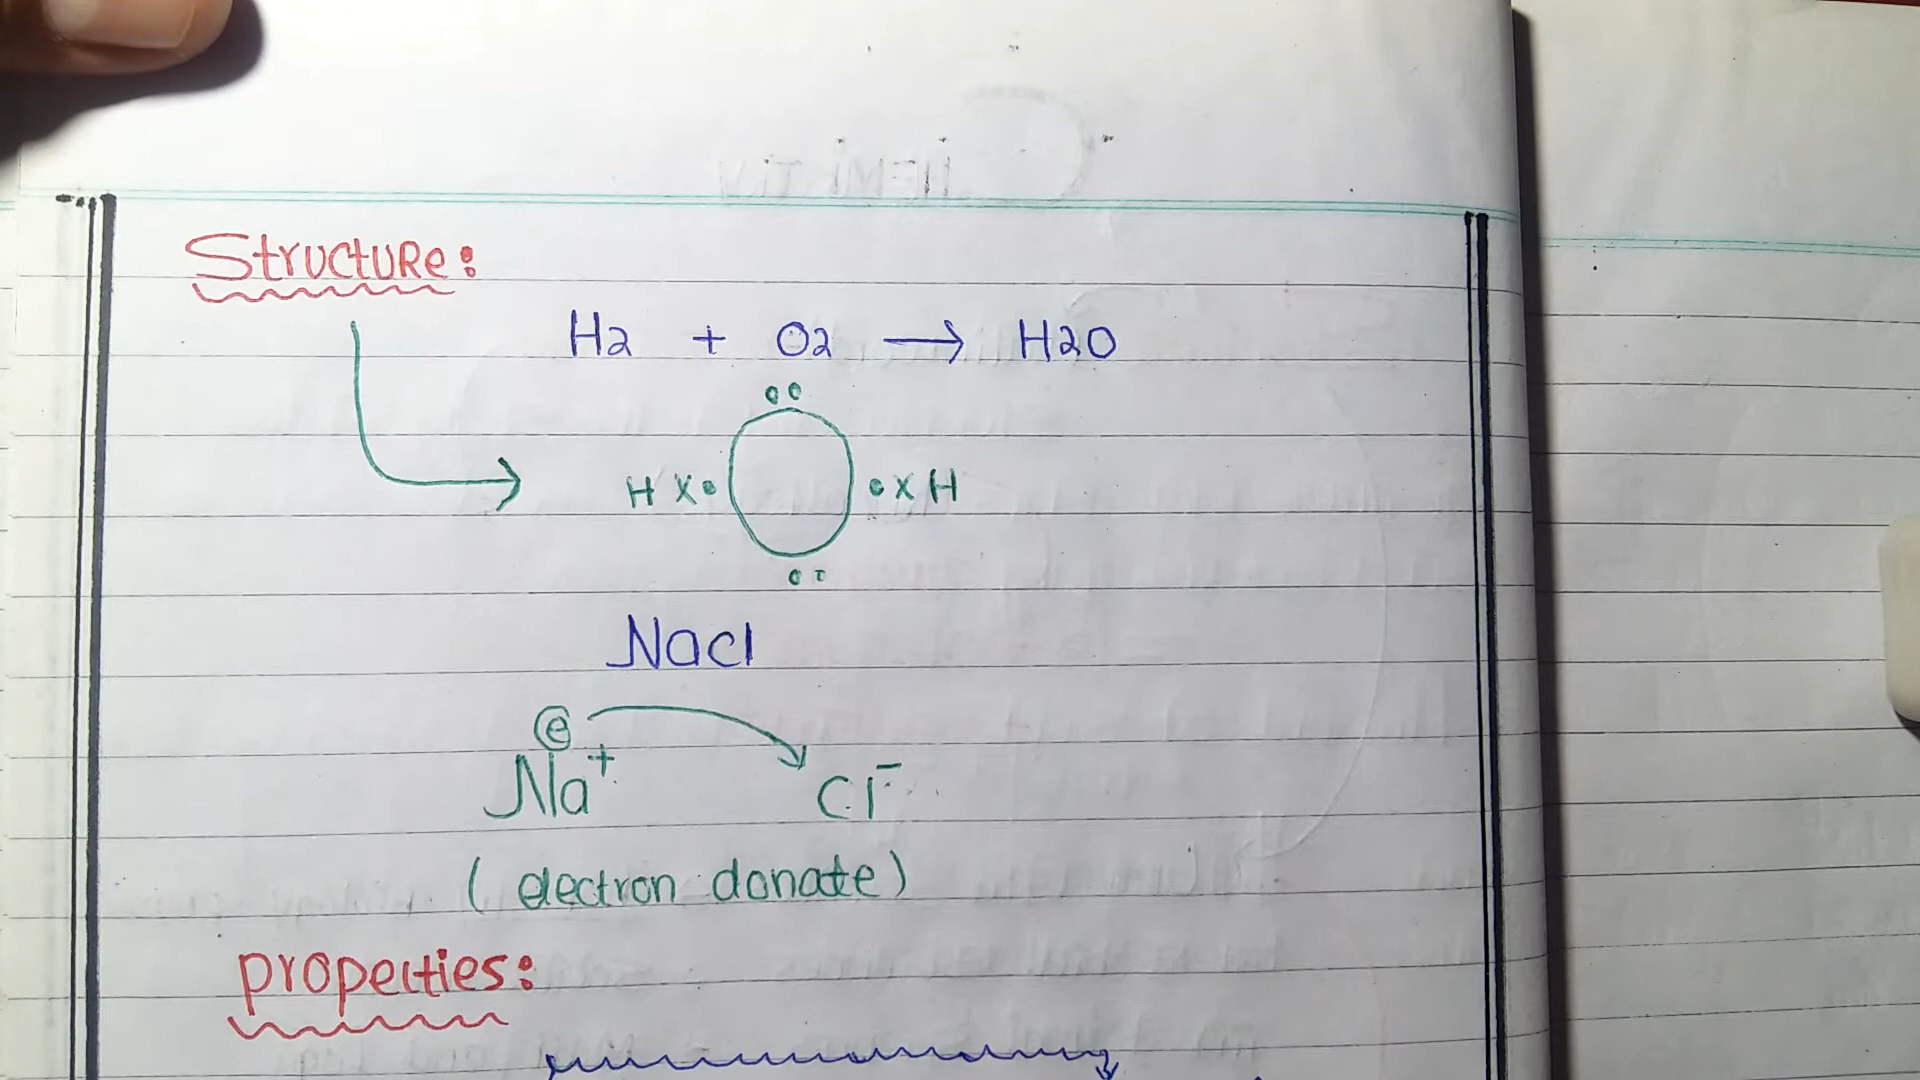 Structure:
H2 + O2 → H2O
H X• O •X H
Nacl
e
Na+ Cl-
(electron donate)
properties: